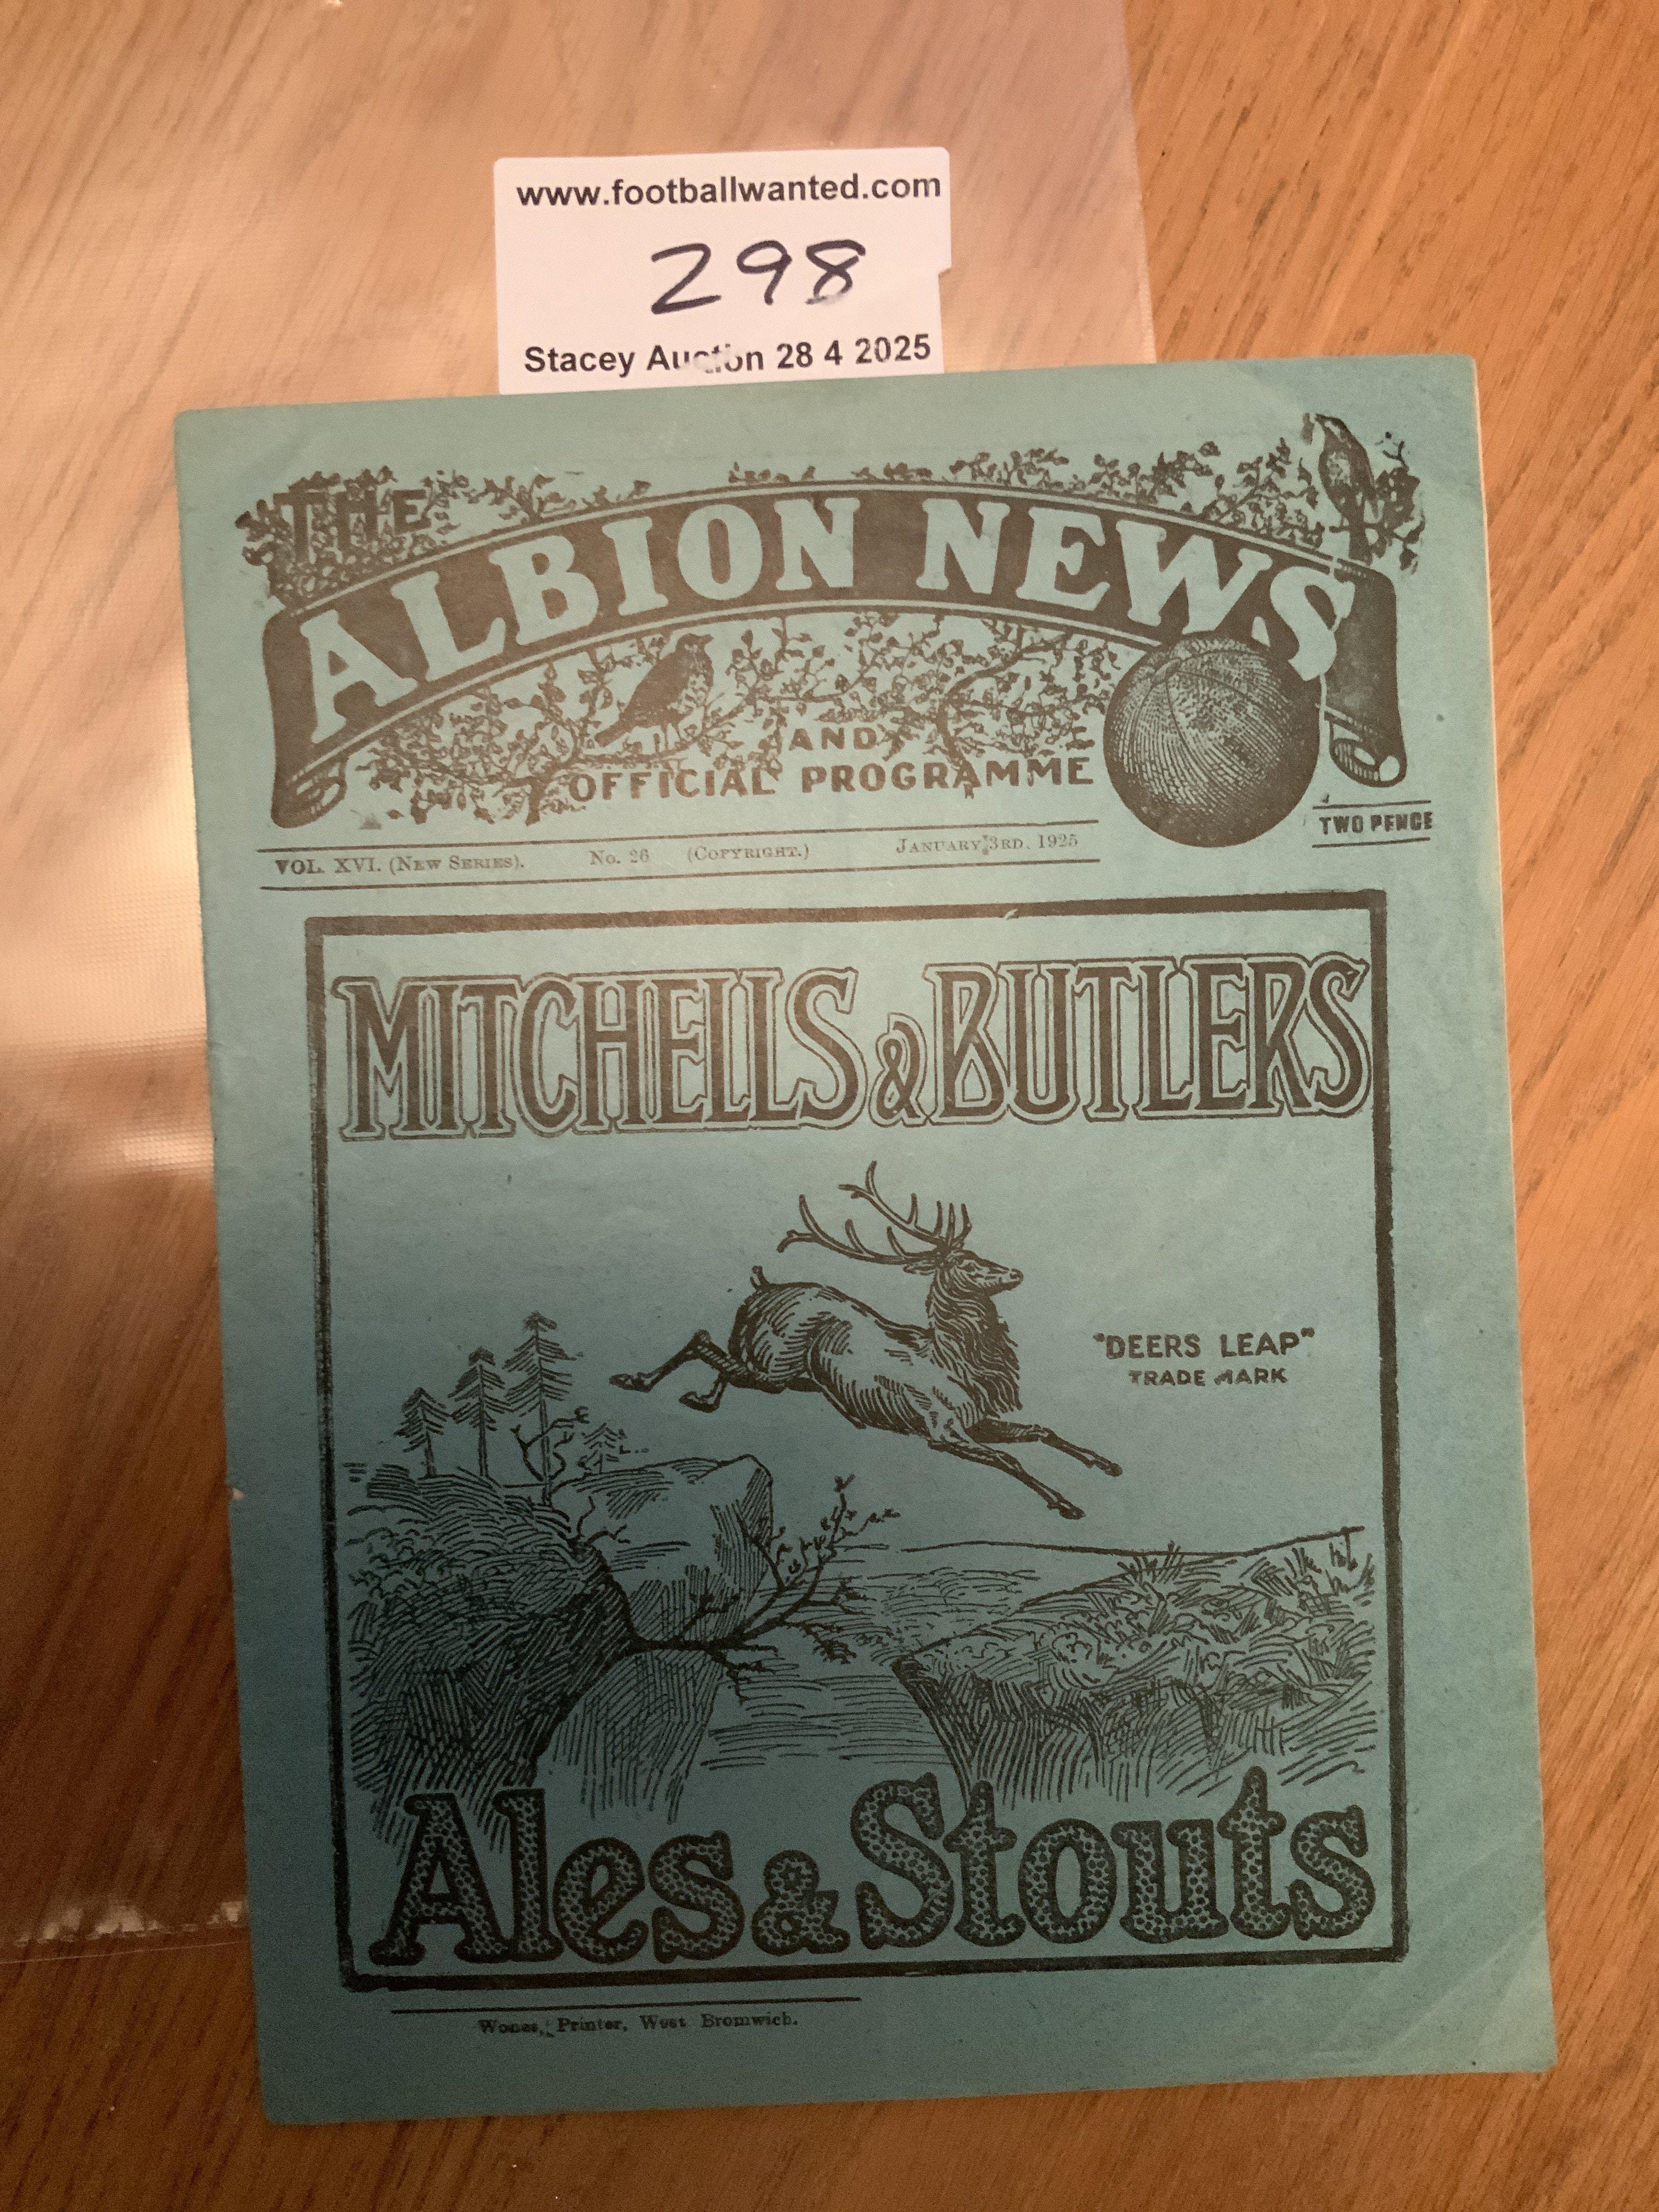 www.footballwanted.com
298
Stacey Auction 28 4 2025
THE
ALBION NEWS
AND
OFFICIAL PROGRAMME
TWO PENCE
VOL. XVI. (NEW SERIES). No. 26 (COPYRIGHT.) JANUARY 3RD. 1925
MITCHELLS & BUTLERS
"DEERS LEAP"
TRADE MARK
Ales & Stouts
Wones, Printer, West Bromwich.